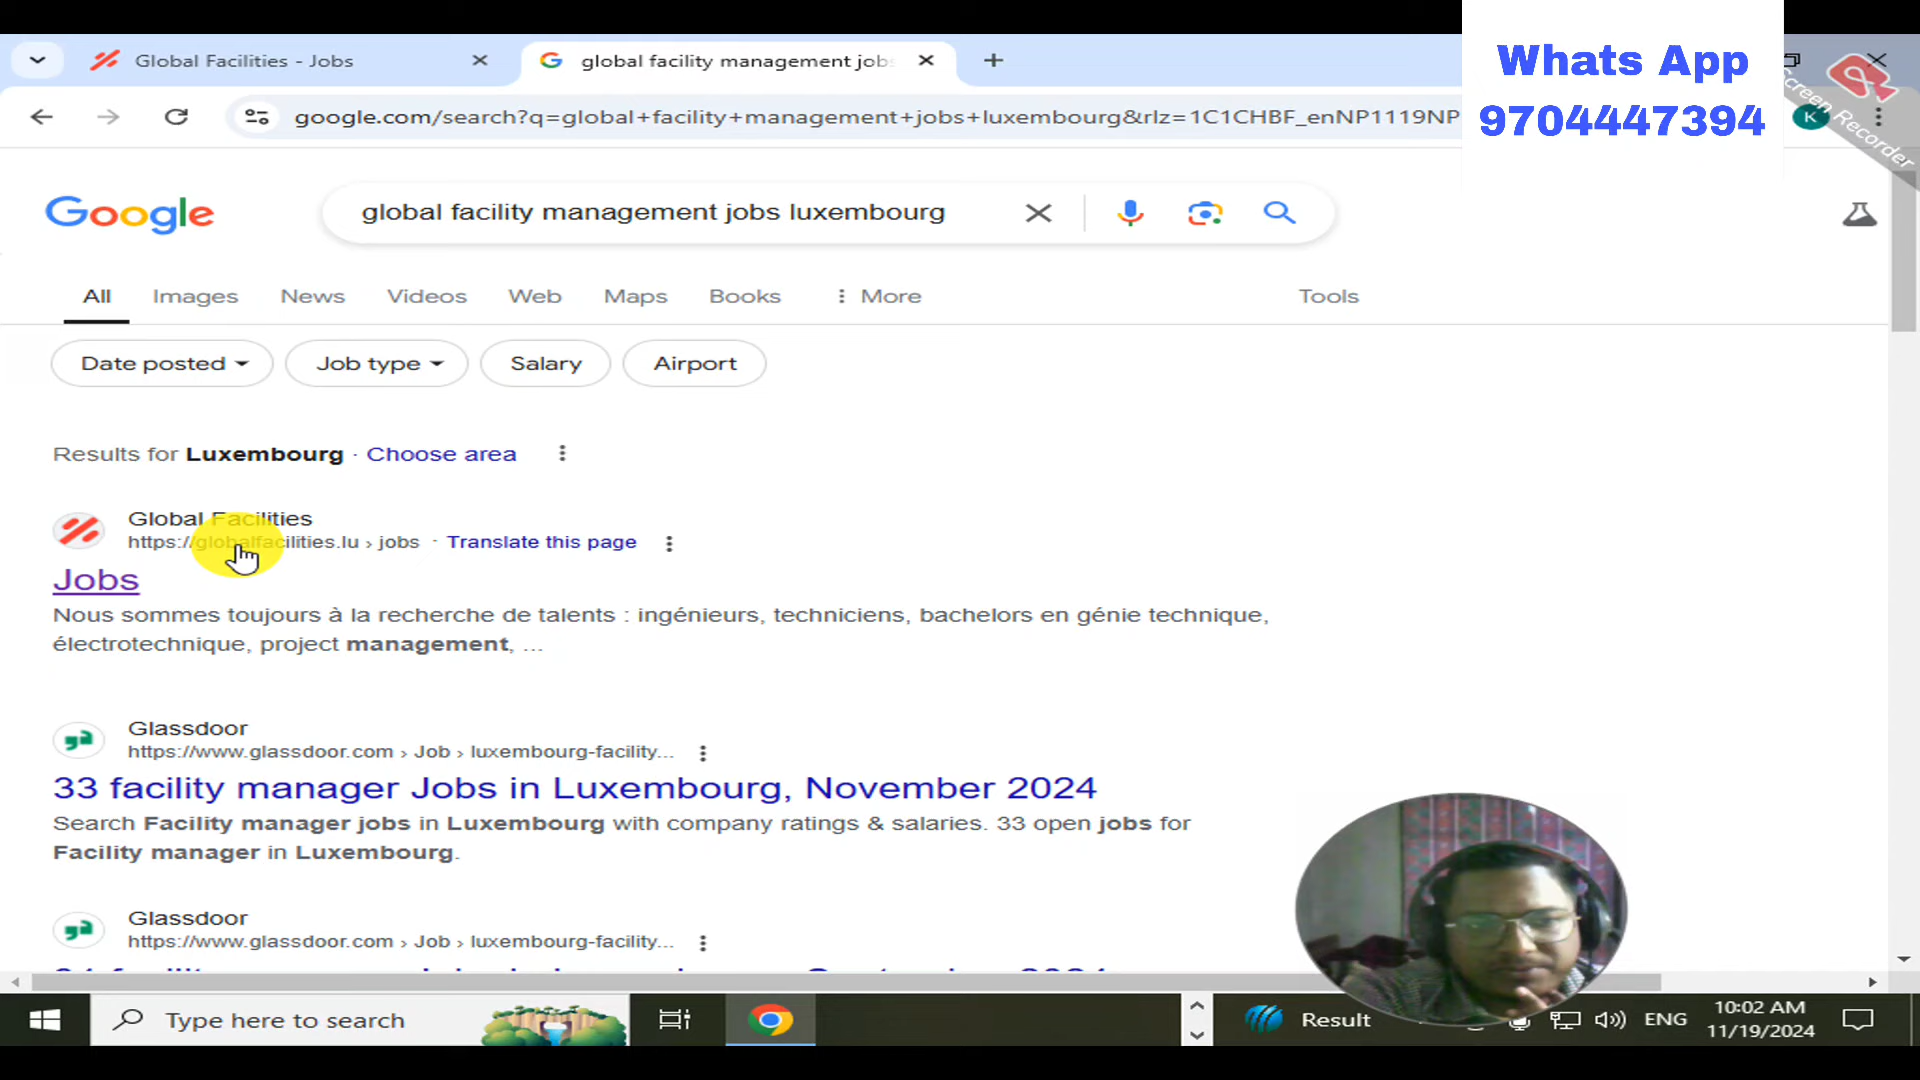 Global Facilities - Jobs
global facility management job
Whats App
9704447394
Screen Recorder
google.com/search?q=global+facility+management+jobs+luxembourg&rlz=1C1CHBF_enNP1119NP
K
Google
global facility management jobs luxembourg
All
Images
News
Videos
Web
Maps
Books
More
Tools
Date posted
Job type
Salary
Airport
Results for Luxembourg · Choose area
Global Facilities
https://globalfacilities.lu › jobs · Translate this page
Jobs
Nous sommes toujours à la recherche de talents : ingénieurs, techniciens, bachelors en génie technique,
électrotechnique, project management, ...
Glassdoor
https://www.glassdoor.com › Job › luxembourg-facility...
33 facility manager Jobs in Luxembourg, November 2024
Search Facility manager jobs in Luxembourg with company ratings & salaries. 33 open jobs for
Facility manager in Luxembourg.
Glassdoor
https://www.glassdoor.com › Job › luxembourg-facility...
Type here to search
Result
ENG
10:02 AM
11/19/2024